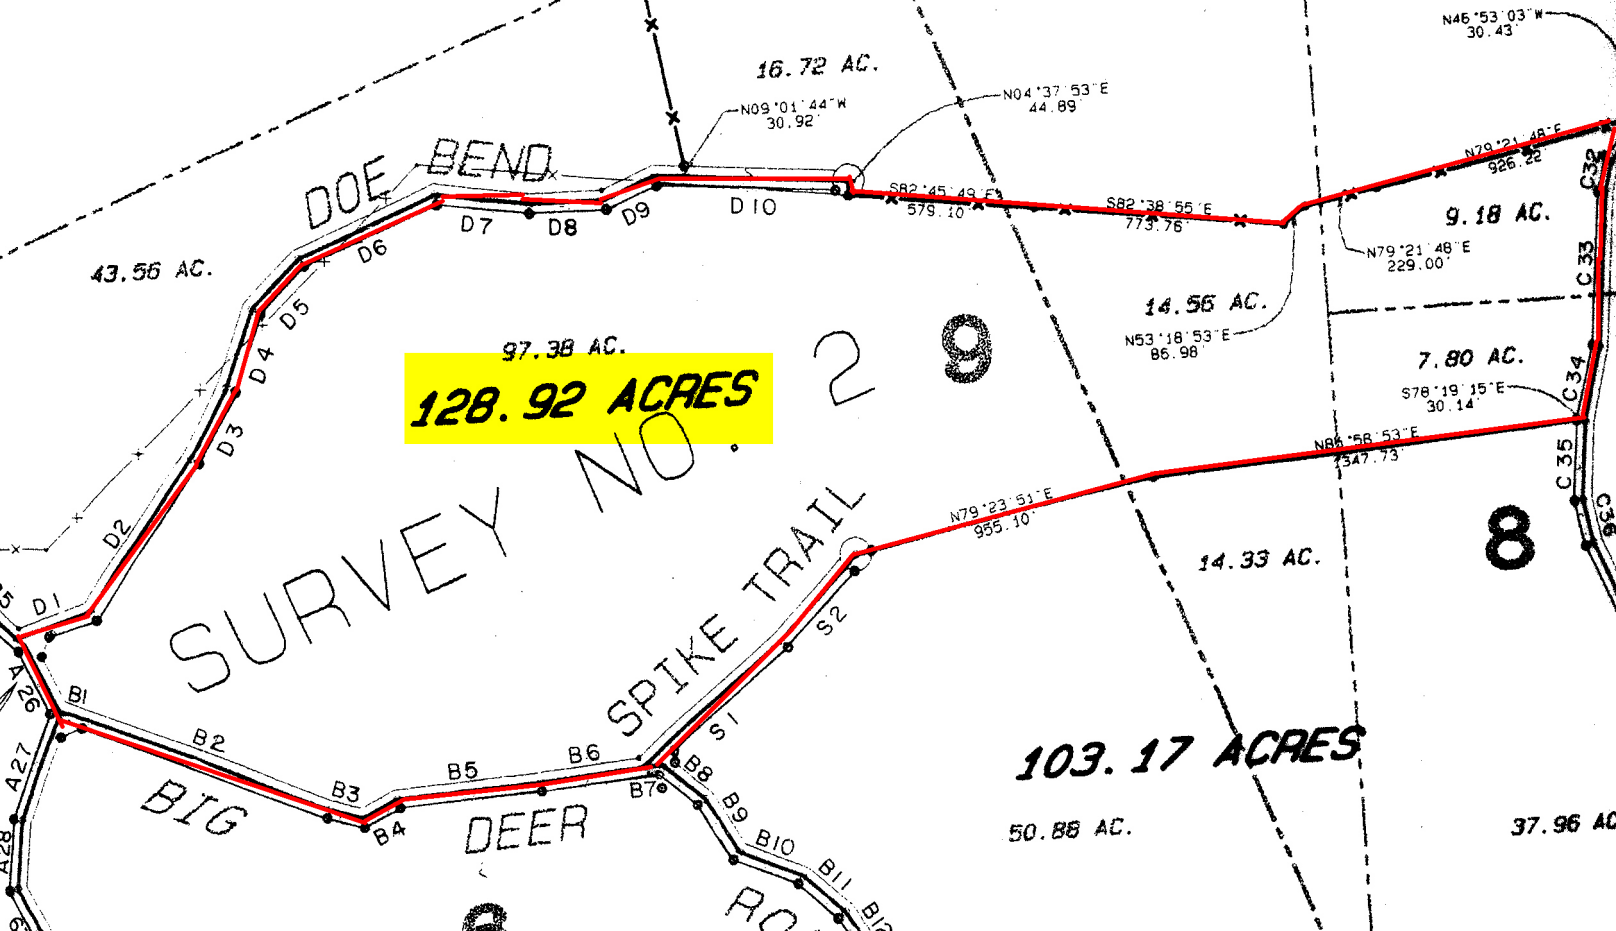 N46°53'03"W
30.43'
16.72 AC.
N09°01'44"W
30.92'
N04°37'53"E
44.89'
DOE BEND
N79°21'48"E
926.22'
C32
D7
D8
D9
D10
S82°45'49"E
579.10'
S82°38'55"E
773.76'
9.18 AC.
D6
43.56 AC.
N79°21'48"E
229.00'
C33
D5
14.56 AC.
N53°18'53"E
86.98'
D4
97.38 AC.
128.92 ACRES
9
7.80 AC.
C34
S78°19'15"E
30.14'
D3
SURVEY NO. 2
N86°58'53"E
1347.73'
C35
C36
D2
N79°23'51"E
955.10'
8
14.33 AC.
SPIKE TRAIL
D1
S2
A26
B1
S1
B2
B6
B5
B3
B7
B8
B4
B9
A27
A28
BIG DEER
103.17 ACRES
B10
B11
B12
50.88 AC.
37.96 AC